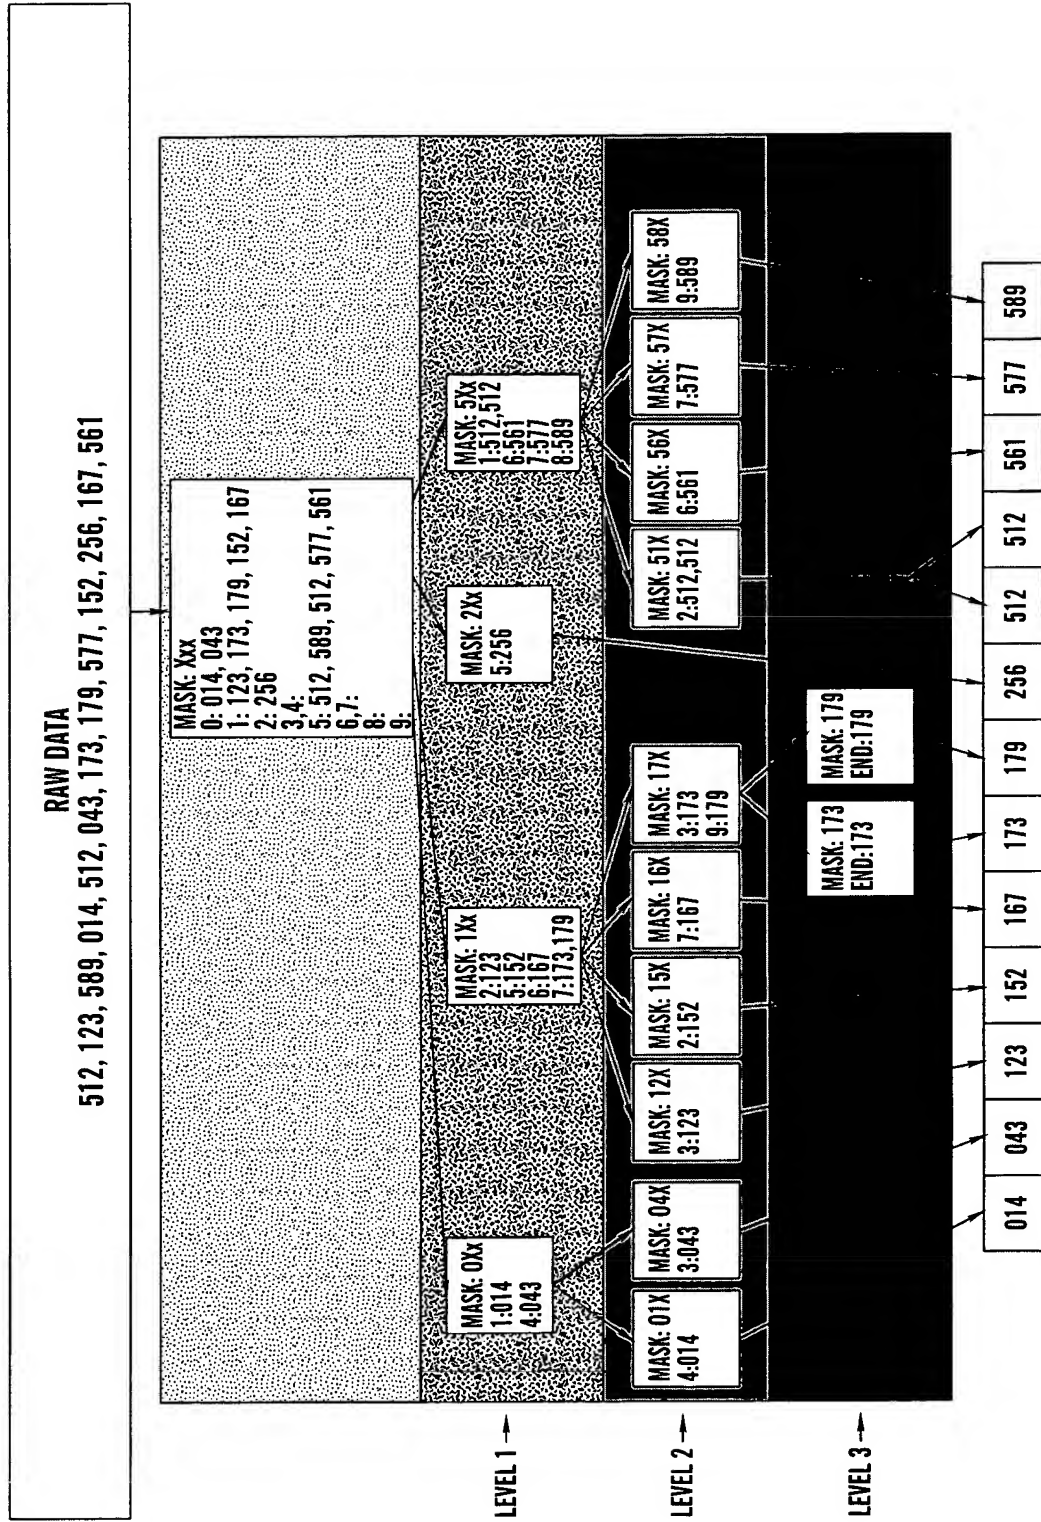 RAW DATA
512, 123, 589, 014, 512, 043, 173, 179, 577, 152, 256, 167, 561
MASK: Xxx
0: 014, 043
1: 123, 173, 179, 152, 167
2: 256
3,4:
5: 512, 589, 512, 577, 561
6,7:
8:
9:
LEVEL 1
MASK: 0Xx
1:014
4:043
MASK: 1Xx
2:123
5:152
6:167
7:173,179
MASK: 2Xx
5:256
MASK: 5Xx
1:512,512
6:561
7:577
8:589
LEVEL 2
MASK: 01X
4:014
MASK: 04X
3:043
MASK: 12X
3:123
MASK: 15X
2:152
MASK: 16X
7:167
MASK: 17X
3:173
9:179
MASK: 51X
2:512,512
MASK: 56X
6:561
MASK: 57X
7:577
MASK: 58X
9:589
LEVEL 3
MASK: 173
END:173
MASK: 179
END:179
014 043 123 152 167 173 179 256 512 512 561 577 589